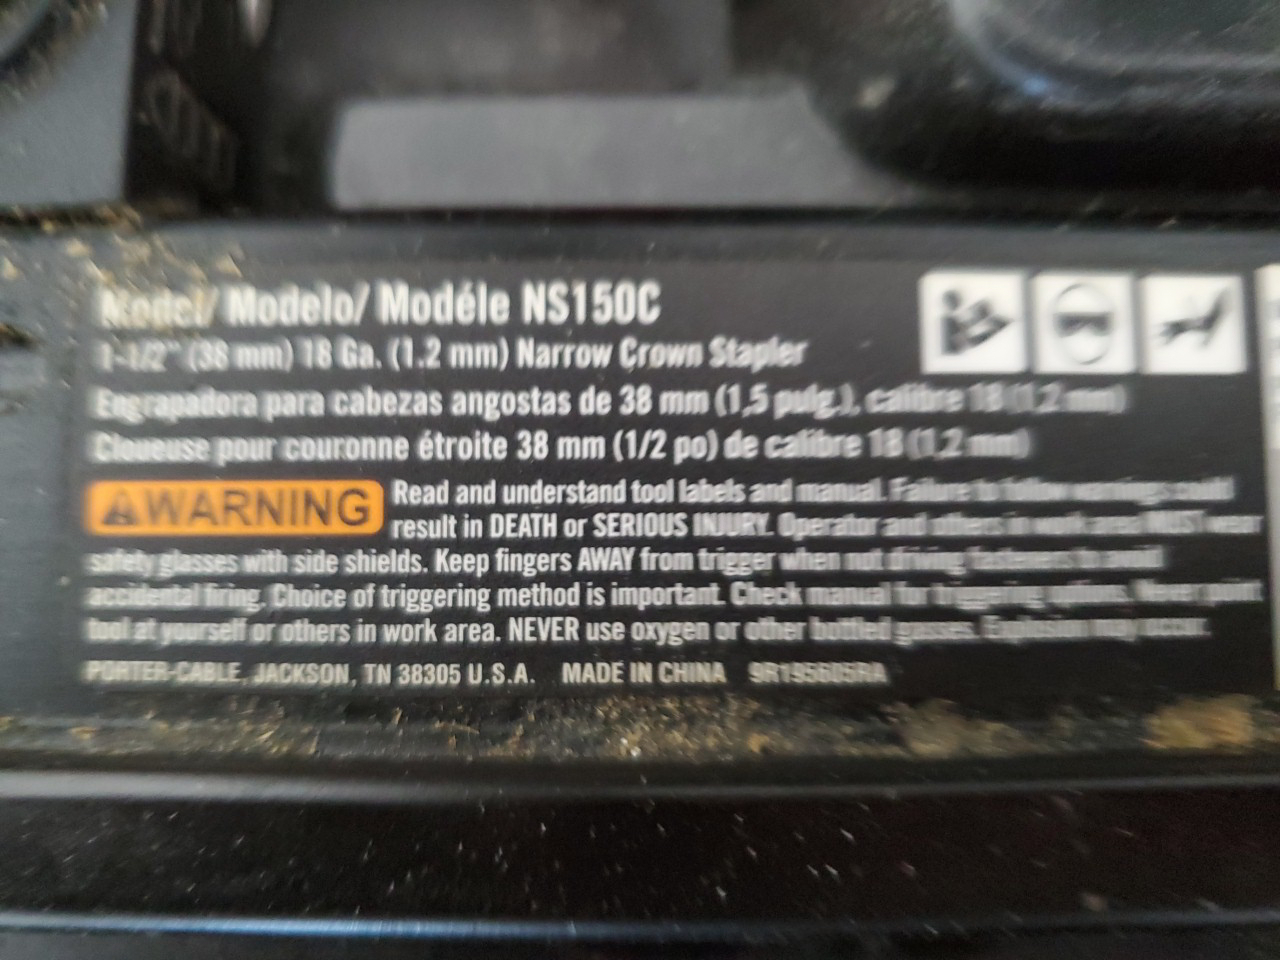 Model/ Modelo/ Modéle NS150C
1-1/2" (38 mm) 18 Ga. (1.2 mm) Narrow Crown Stapler
Engrapadora para cabezas angostas de 38 mm (1,5 pulg.), calibre 18 (1,2 mm)
Cloueuse pour couronne étroite 38 mm (1/2 po) de calibre 18 (1,2 mm)
WARNING Read and understand tool labels and manual. Failure to follow warnings could
result in DEATH or SERIOUS INJURY. Operator and others in work area MUST wear
safety glasses with side shields. Keep fingers AWAY from trigger when not driving fasteners to avoid
accidental firing. Choice of triggering method is important. Check manual for triggering options. Never point
tool at yourself or others in work area. NEVER use oxygen or other bottled gasses. Explosion may occur.
PORTER-CABLE, JACKSON, TN 38305 U.S.A. MADE IN CHINA 9R195605RA